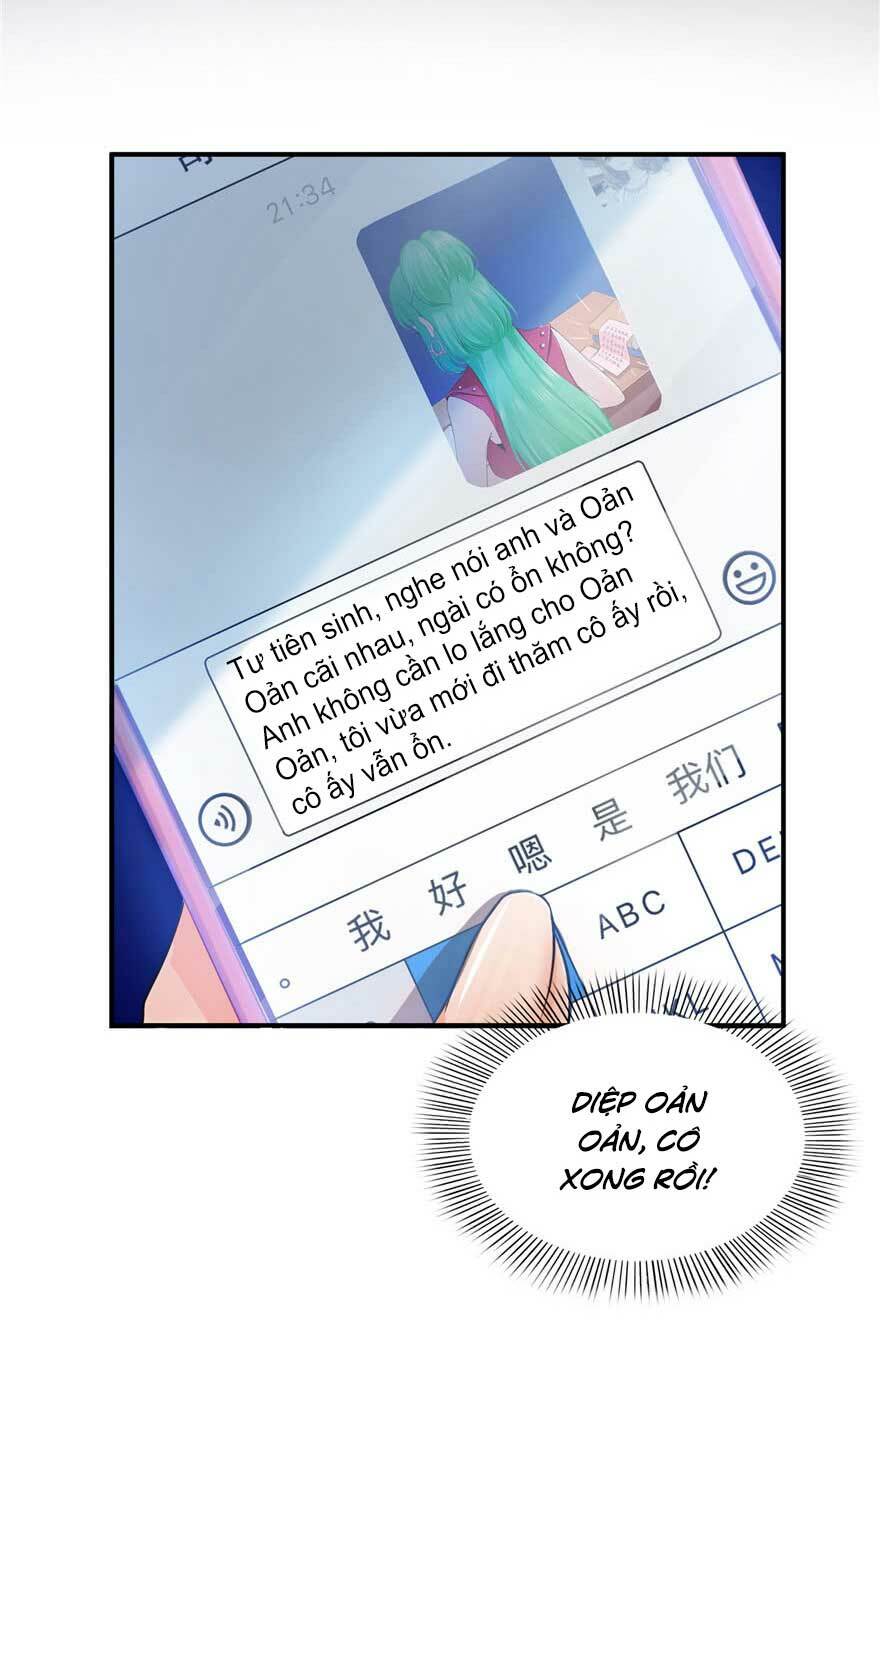 21:34
Tư tiên sinh, nghe nói anh và Oản
Oản cãi nhau, ngài có ổn không?
Anh không cần lo lắng cho Oản
Oản, tôi vừa mới đi thăm cô ấy rồi,
cô ấy vẫn ổn.
我 好 嗯 是 我们
。 ABC DE
DIỆP OẢN
OẢN, CÔ
XONG RỒI!